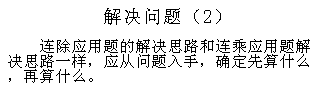 解决问题（2）
连除应用题的解决思路和连乘应用题解
决思路一样，应从问题入手，确定先算什么
，再算什么。